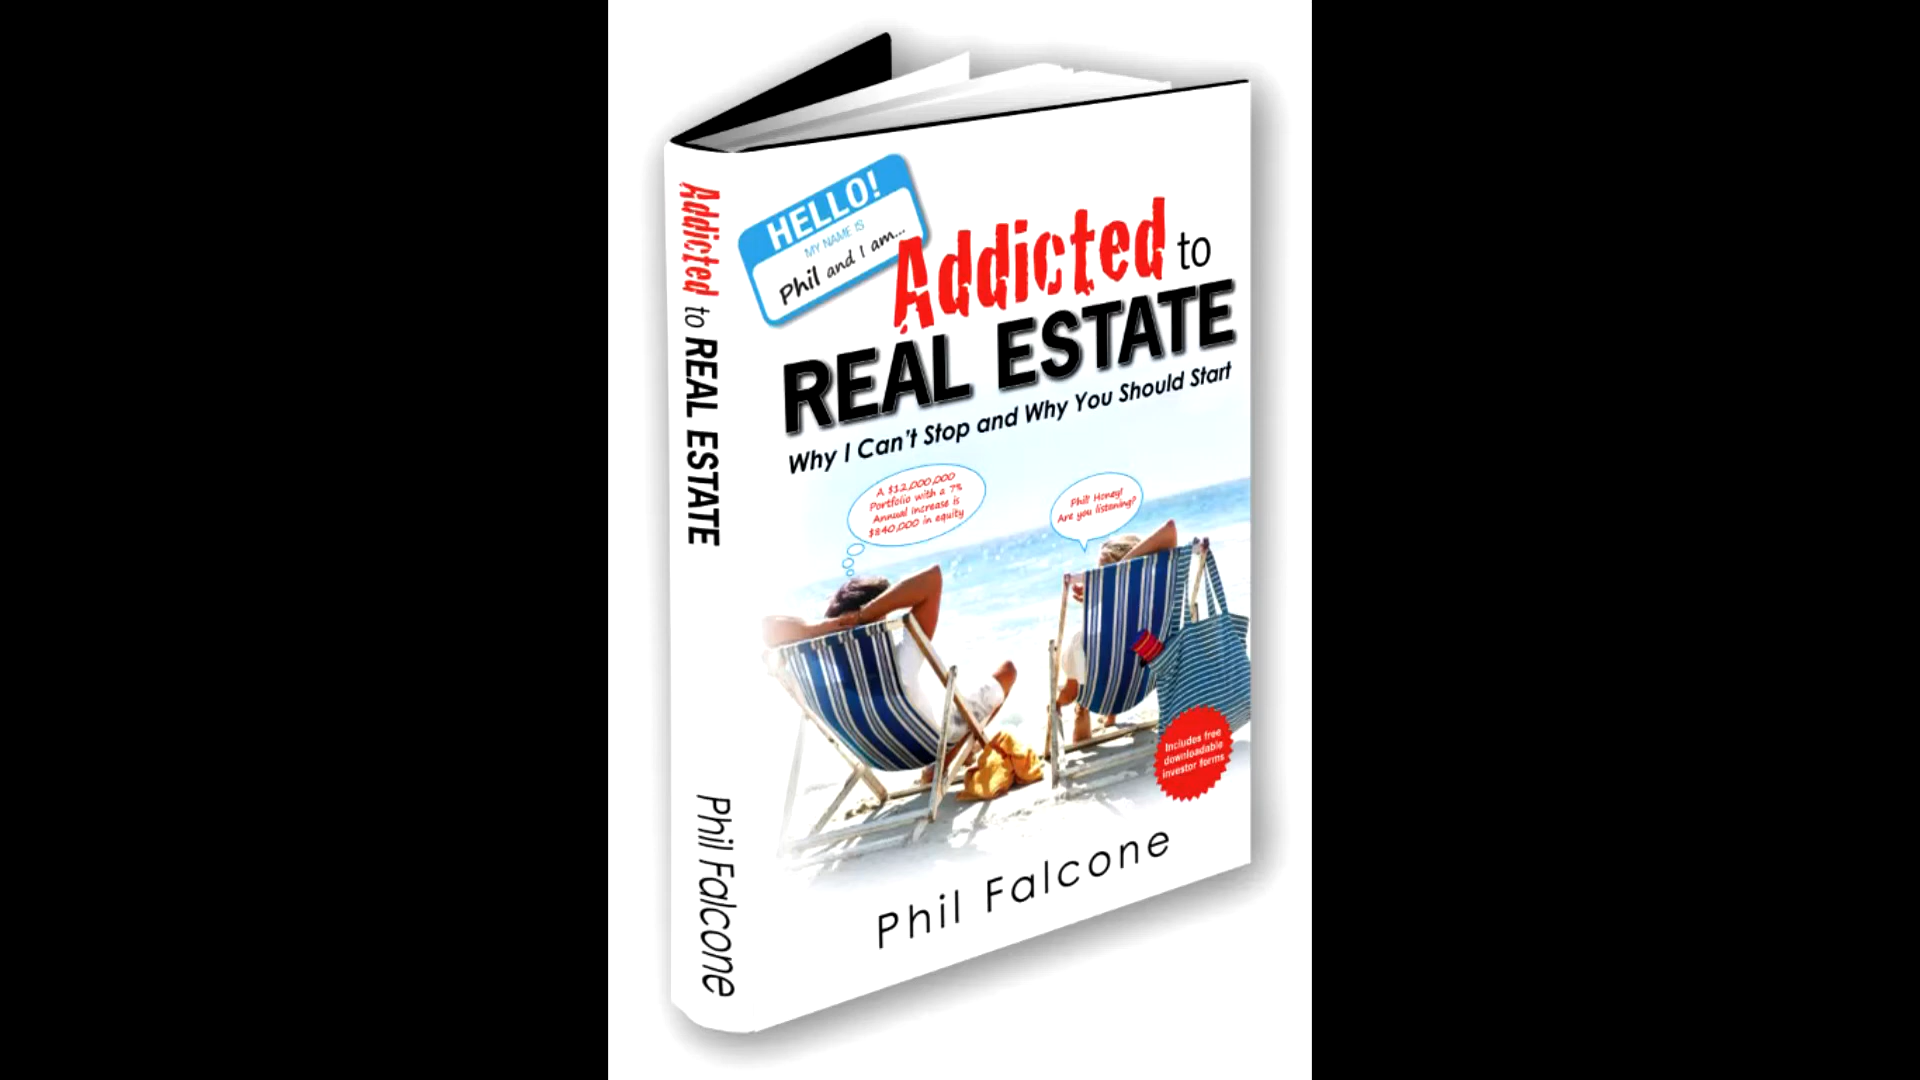 Addicted to REAL ESTATE
Phil Falcone
HELLO!
MY NAME IS
Phil and I am...
Addicted to
REAL ESTATE
Why I Can't Stop and Why You Should Start
A $12,000,000
Portfolio with a 7%
Annual increase is
$840,000 in equity
Phil! Honey!
Are you listening?
Includes free
downloadable
investor forms
Phil Falcone